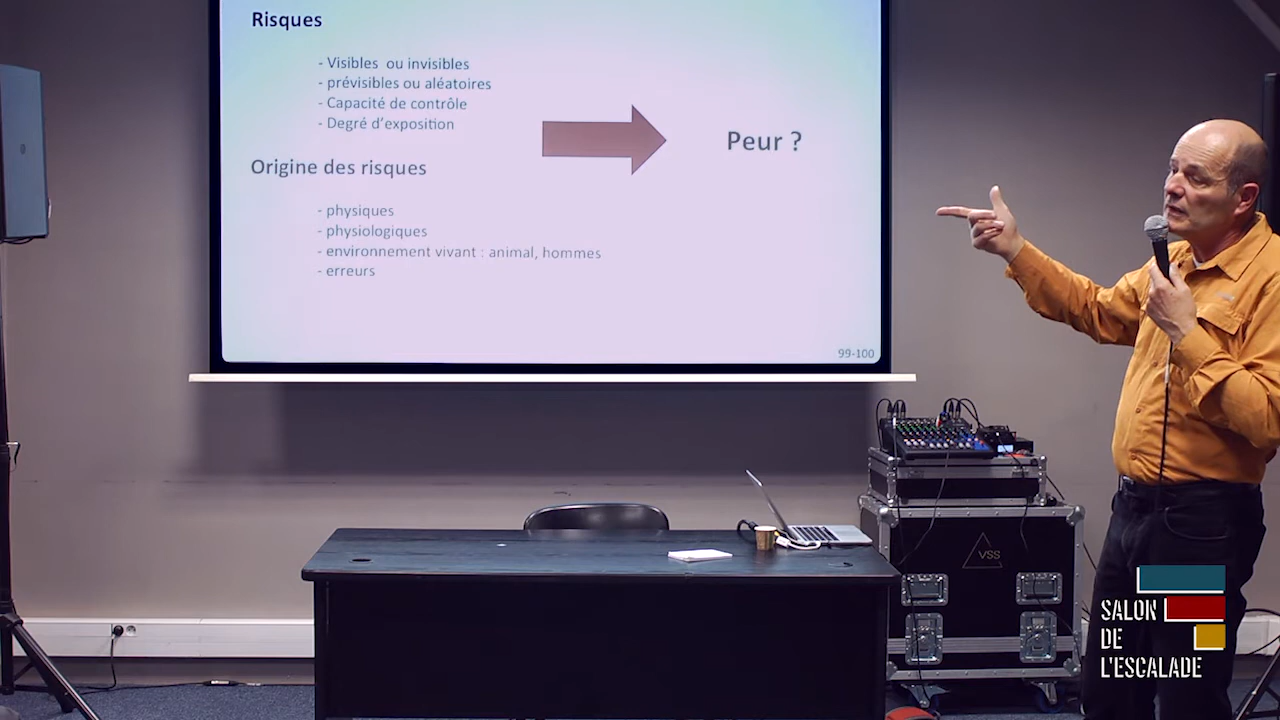 Risques
- Visibles ou invisibles
- prévisibles ou aléatoires
- Capacité de contrôle
- Degré d'exposition
Peur ?
Origine des risques
- physiques
- physiologiques
- environnement vivant : animal, hommes
- erreurs
99-100
VSS
SALON
DE
L'ESCALADE